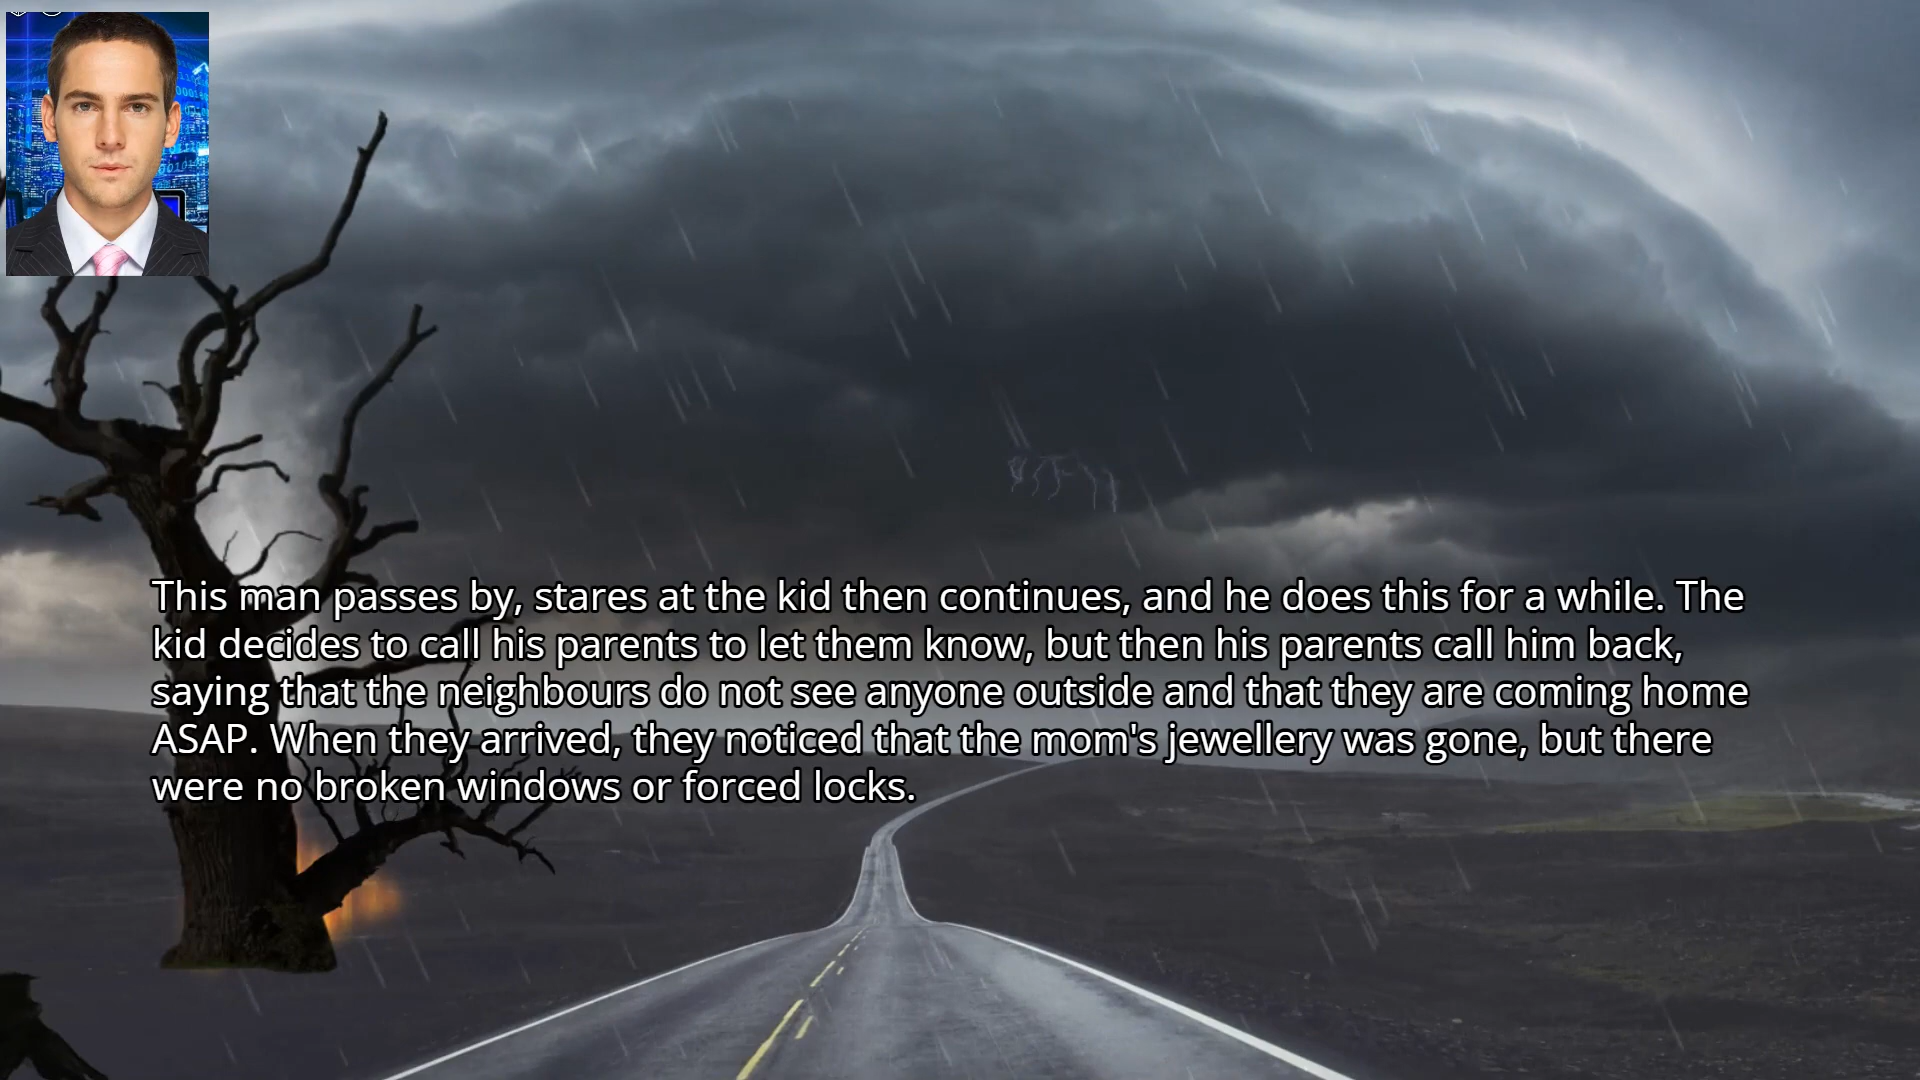 This man passes by, stares at the kid then continues, and he does this for a while. The
kid decides to call his parents to let them know, but then his parents call him back,
saying that the neighbours do not see anyone outside and that they are coming home
ASAP. When they arrived, they noticed that the mom's jewellery was gone, but there
were no broken windows or forced locks.